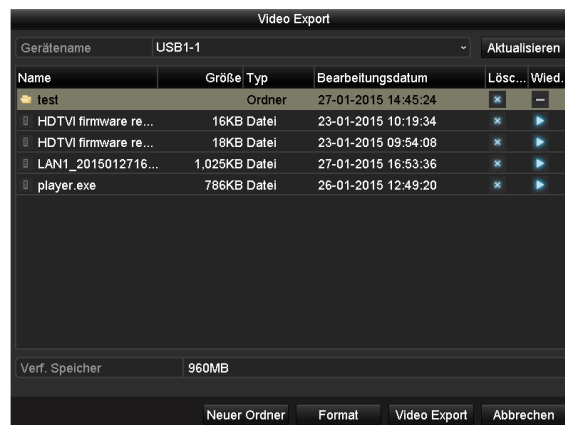 Video Export
Gerätename USB1-1 Aktualisieren
Name Größe Typ Bearbeitungsdatum Lösc... Wied.
test Ordner 27-01-2015 14:45:24
HDTVI firmware re... 16KB Datei 23-01-2015 10:19:34
HDTVI firmware re... 18KB Datei 23-01-2015 09:54:08
LAN1_2015012716... 1,025KB Datei 27-01-2015 16:53:36
player.exe 786KB Datei 26-01-2015 12:49:20
Verf. Speicher 960MB
Neuer Ordner Format Video Export Abbrechen